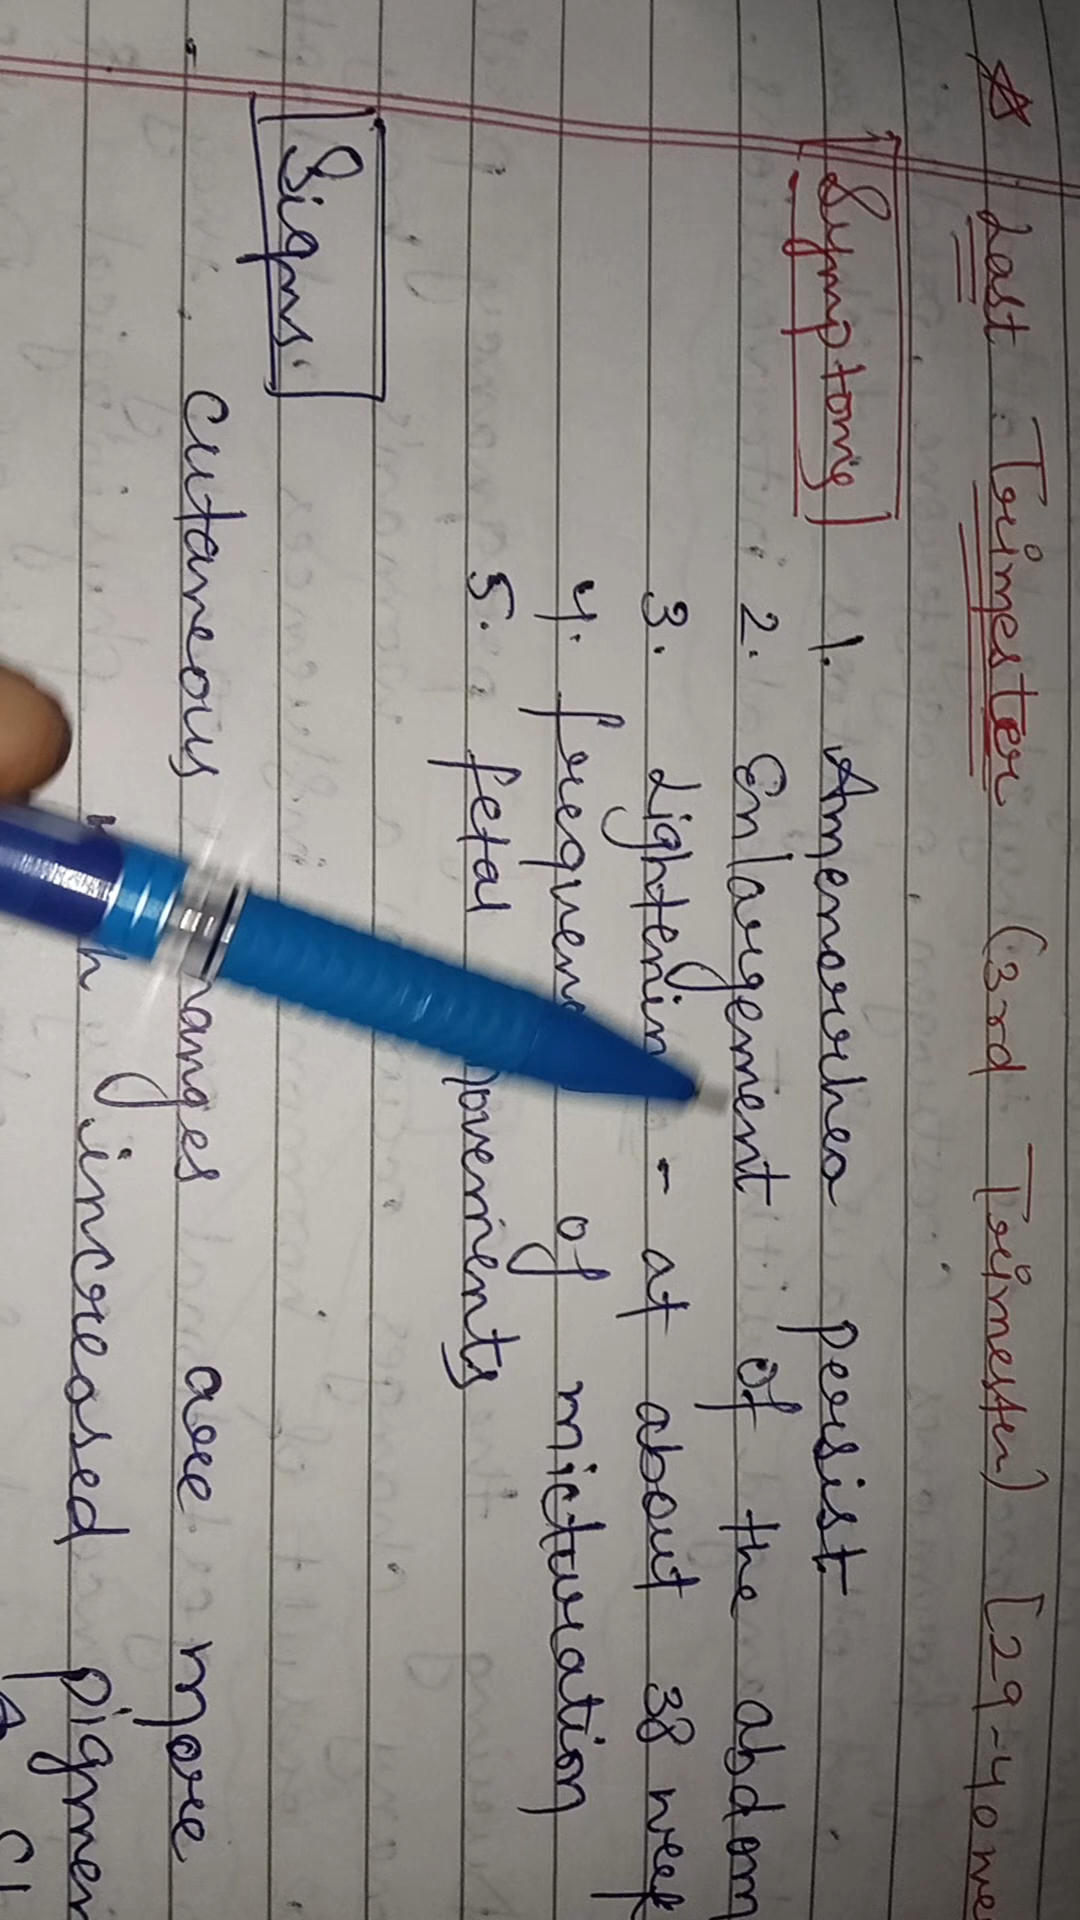 ☆ Last Trimester (3rd Trimester) [29-40 we
Symptoms 1. Amenorrhea persist.
2. Enlargement of the abdom
3. Lightenin - at about 38 week
4. frequenc of micturation
5. fetal movements
Signs:
cutaneous changes are more
increased pigmen